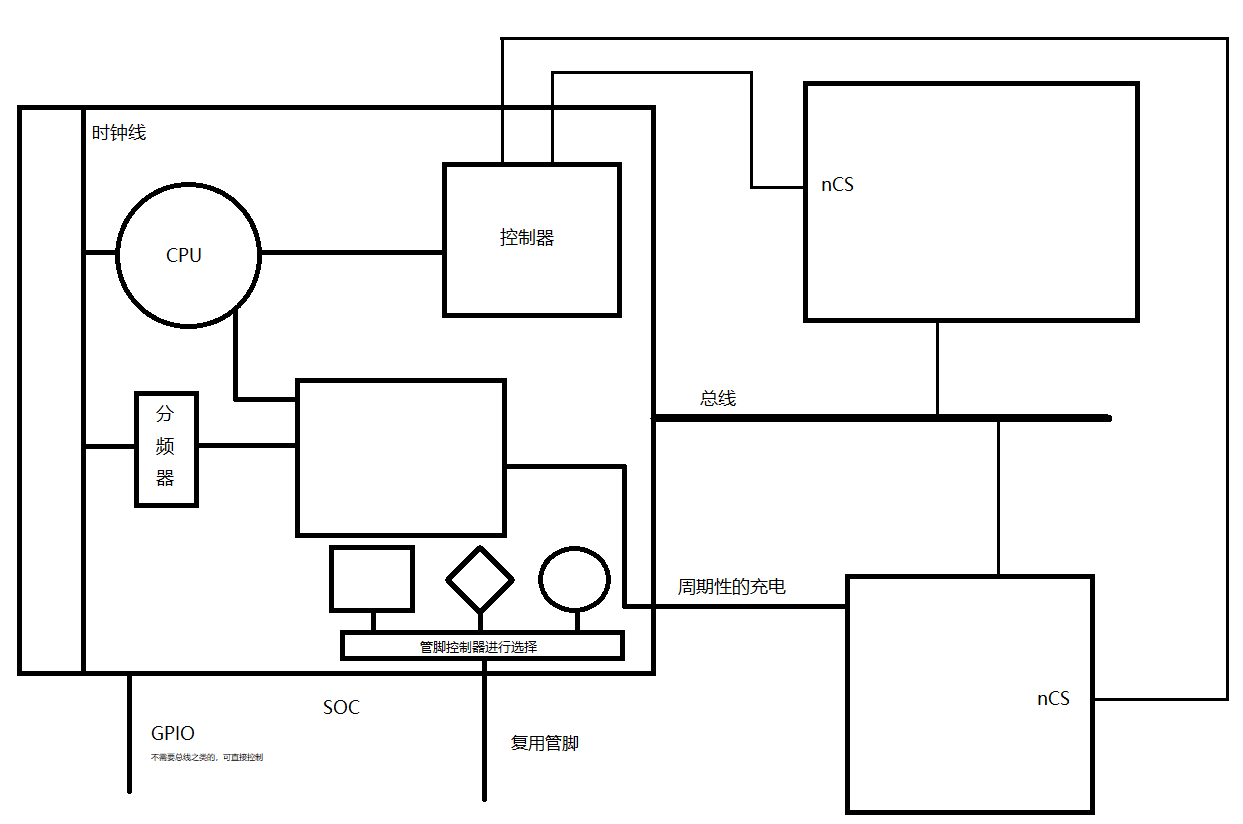 时钟线
nCS
控制器
CPU
总线
分
频
器
周期性的充电
管脚控制器进行选择
nCS
SOC
GPIO
复用管脚
不需要总线之类的，可直接控制